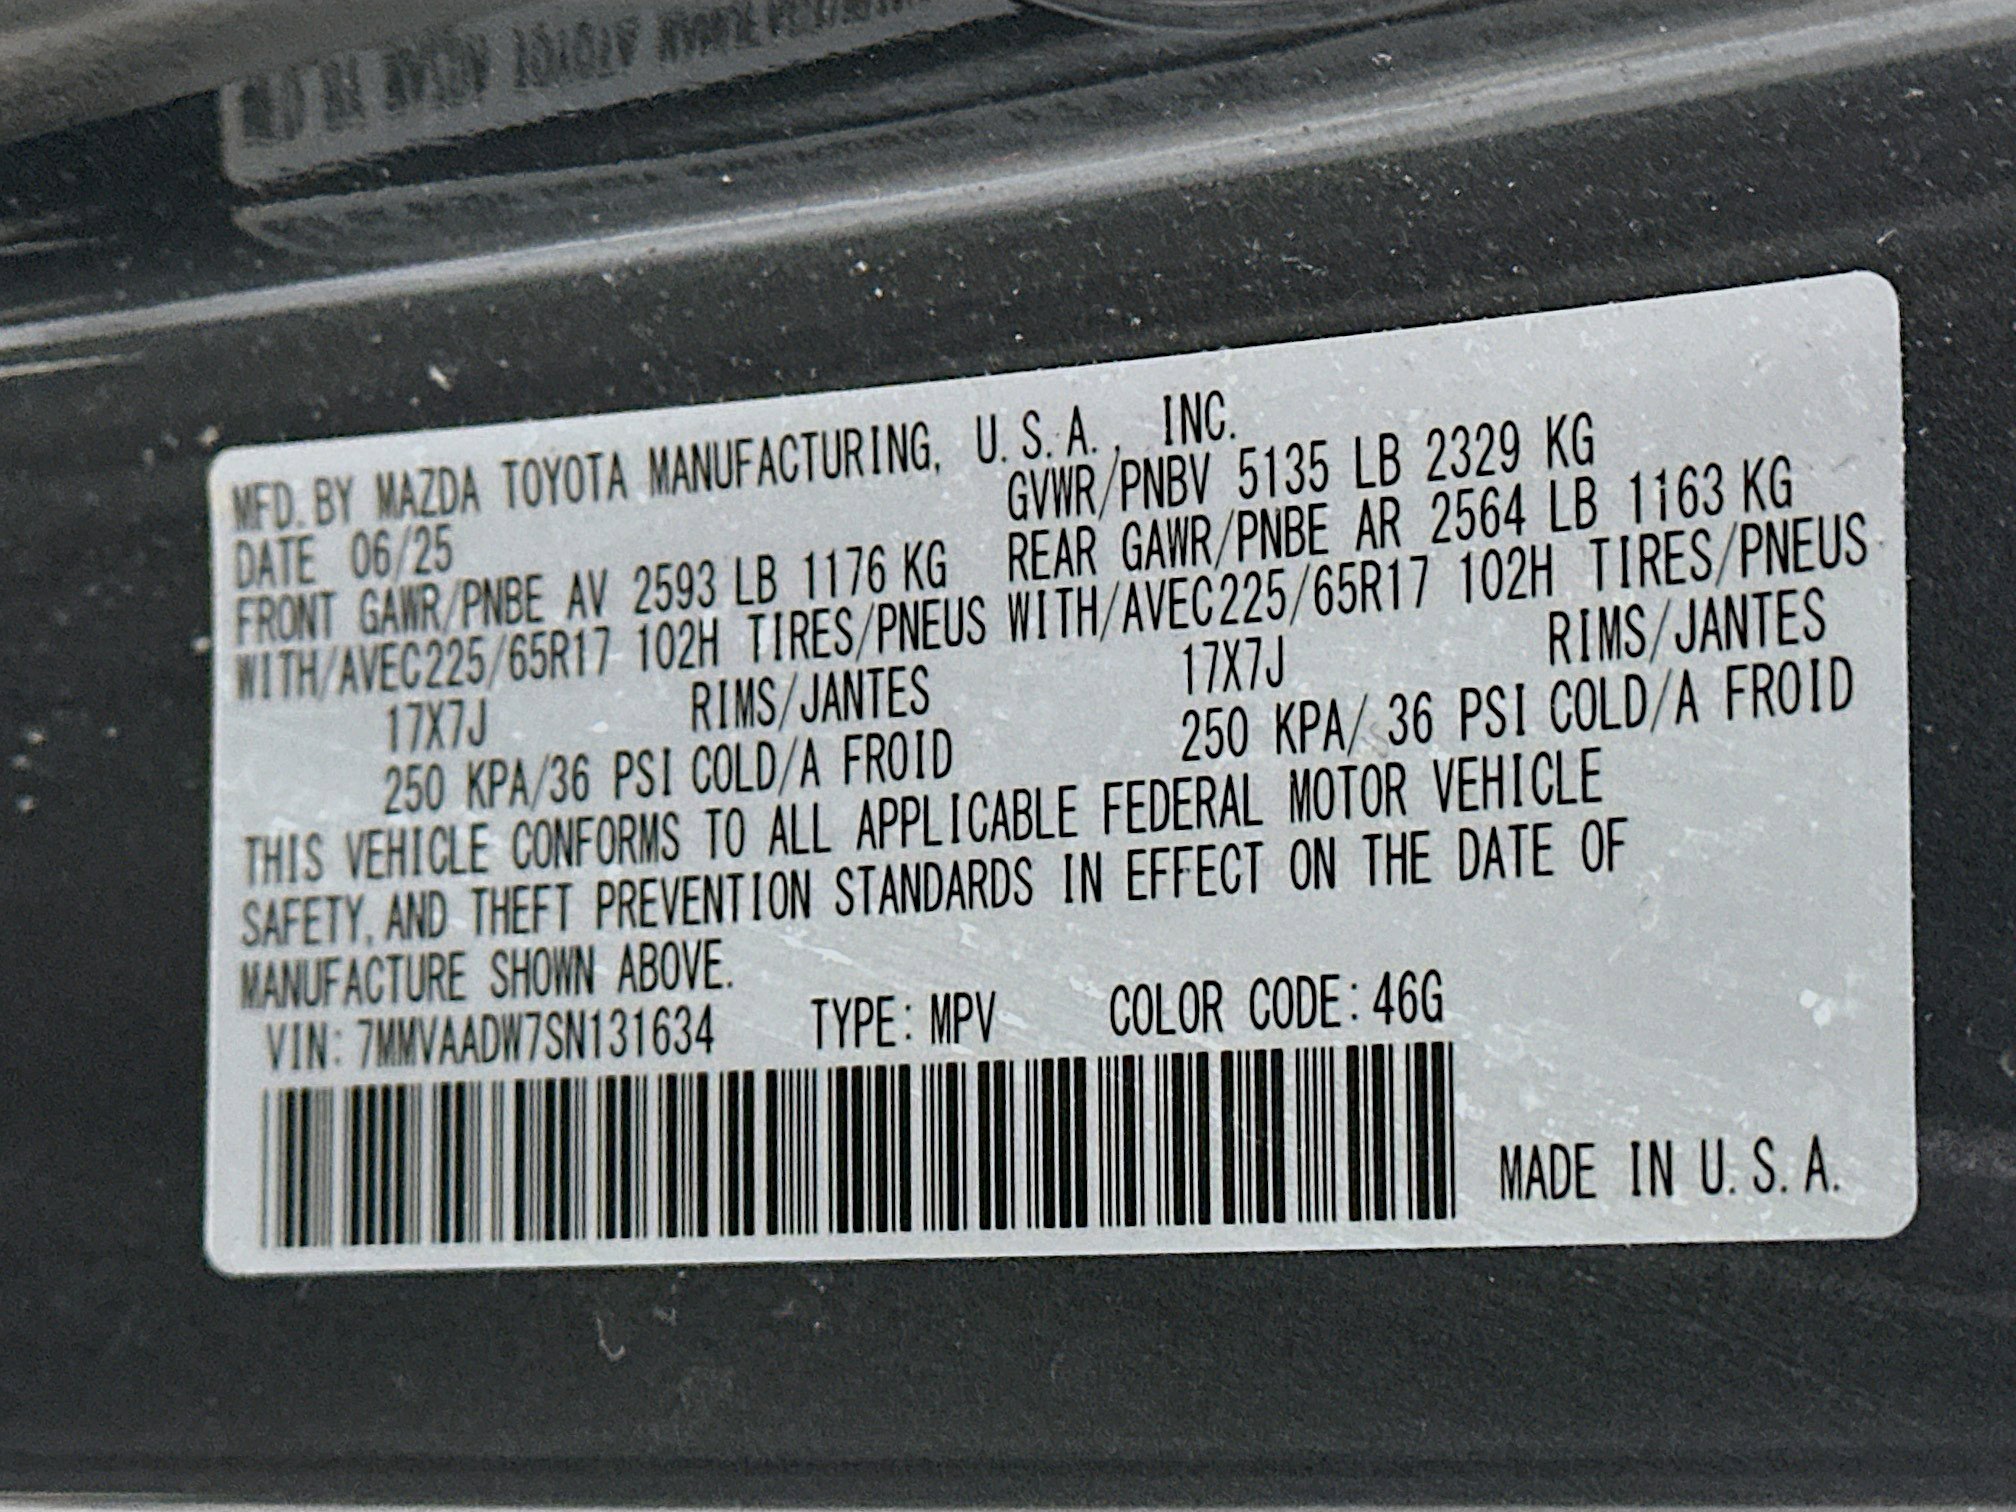 MFD. BY MAZDA TOYOTA MANUFACTURING, U.S.A., INC.
DATE 06/25 GVWR/PNBV 5135 LB 2329 KG
FRONT GAWR/PNBE AV 2593 LB 1176 KG REAR GAWR/PNBE AR 2564 LB 1163 KG
WITH/AVEC225/65R17 102H TIRES/PNEUS WITH/AVEC225/65R17 102H TIRES/PNEUS
17X7J RIMS/JANTES 17X7J RIMS/JANTES
250 KPA/36 PSI COLD/A FROID 250 KPA/ 36 PSI COLD/A FROID
THIS VEHICLE CONFORMS TO ALL APPLICABLE FEDERAL MOTOR VEHICLE
SAFETY, AND THEFT PREVENTION STANDARDS IN EFFECT ON THE DATE OF
MANUFACTURE SHOWN ABOVE.
VIN: 7MMVAADW7SN131634 TYPE: MPV COLOR CODE: 46G
MADE IN U.S.A.